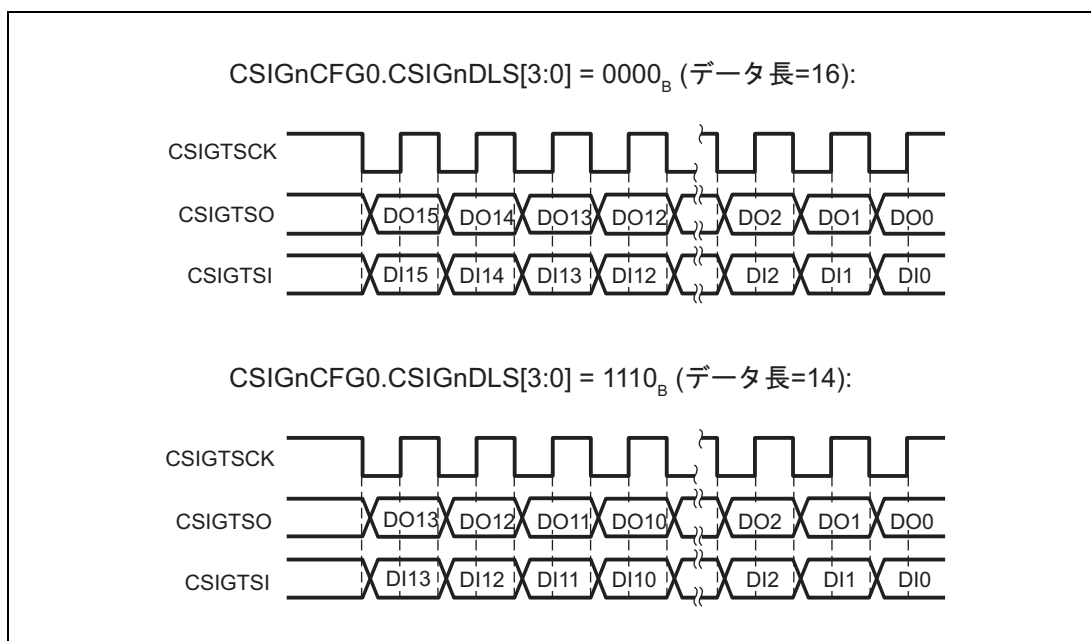 CSIGnCFG0.CSIGnDLS[3:0] = 0000B (データ長=16):
CSIGTSCK
CSIGTSO DO15 DO14 DO13 DO12 DO2 DO1 DO0
CSIGTSI DI15 DI14 DI13 DI12 DI2 DI1 DI0
CSIGnCFG0.CSIGnDLS[3:0] = 1110B (データ長=14):
CSIGTSCK
CSIGTSO DO13 DO12 DO11 DO10 DO2 DO1 DO0
CSIGTSI DI13 DI12 DI11 DI10 DI2 DI1 DI0